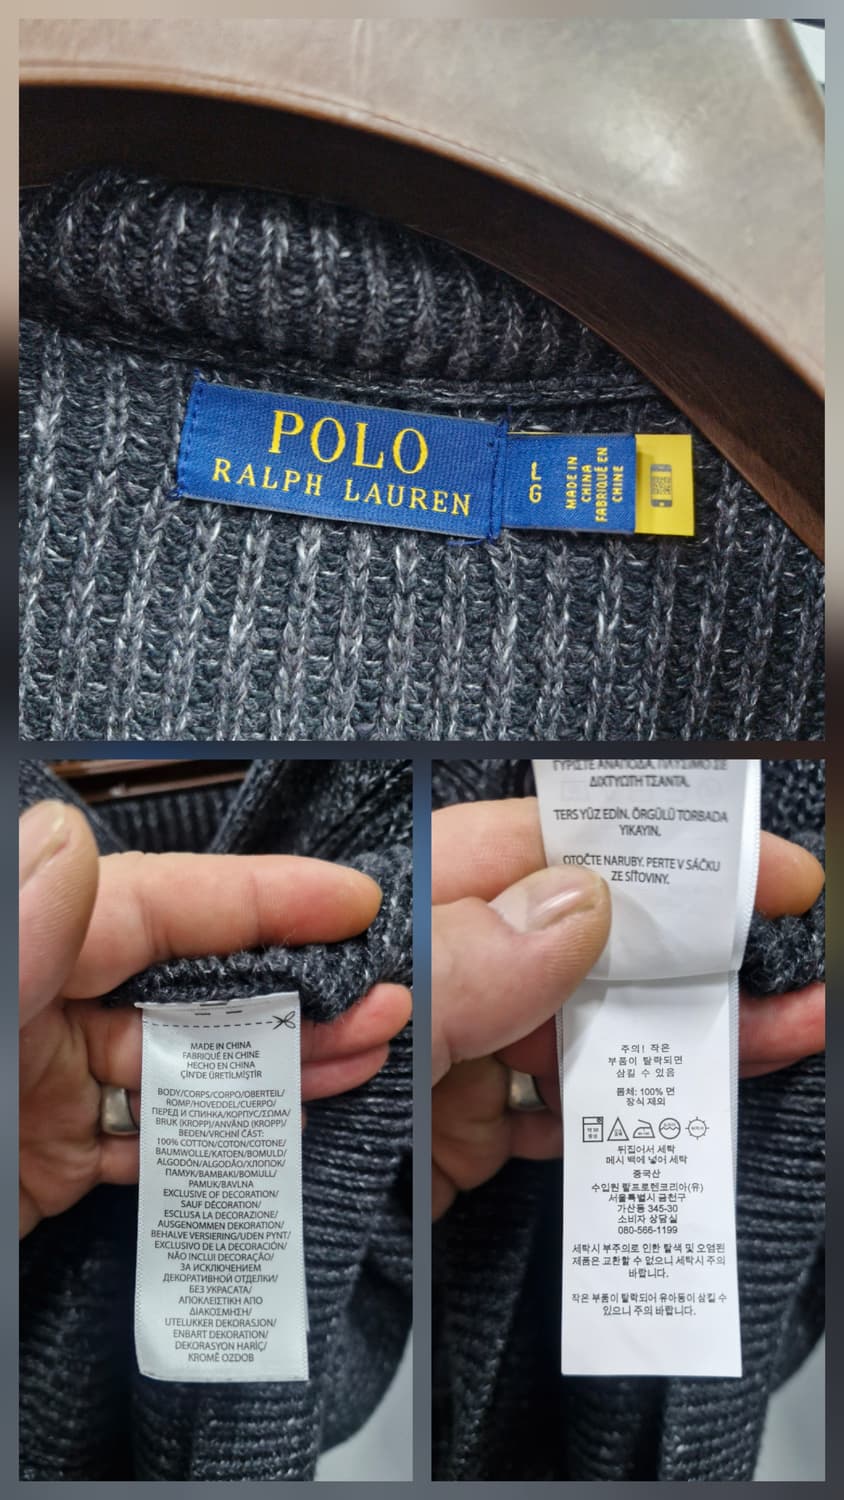 POLO
RALPH LAUREN
L
G
MADE IN
CHINA
FABRIQUÉ EN
CHINE
MADE IN CHINA
FABRIQUÉ EN CHINE
HECHO EN CHINA
ÇİN'DE ÜRETİLMİŞTİR
BODY/CORPS/CORPO/OBERTEIL/
ROMP/HOVEDDEL/CUERPO/
ПЕРЕД И СПИНКА/КОРПУС/ΣΩΜΑ/
BRUK (KROPP)/ANVÄND (KROPP)/
BEDEN/VRCHNÍ ČÁST:
100% COTTON/COTON/COTONE/
BAUMWOLLE/KATOEN/BOMULD/
ALGODÓN/ALGODÃO/ХЛОПОК/
ПАМУК/ΒΑΜΒΑΚΙ/BOMULL/
PAMUK/BAVLNA
EXCLUSIVE OF DECORATION/
SAUF DÉCORATION/
ESCLUSA LA DECORAZIONE/
AUSGENOMMEN DEKORATION/
BEHALVE VERSIERING/UDEN PYNT/
EXCLUSIVO DE LA DECORACIÓN/
NÃO INCLUI DECORAÇÃO/
ЗА ИСКЛЮЧЕНИЕМ
ДЕКОРАТИВНОЙ ОТДЕЛКИ/
БЕЗ УКРАСАТА/
ΑΠΟΚΛΕΙΣΤΙΚΗ ΑΠΟ
ΔΙΑΚΟΣΜΗΣΗ/
UTELUKKER DEKORASJON/
ENBART DEKORATION/
DEKORASYON HARİÇ/
KROMĚ OZDOB
ΓΥΡΙΣΤΕ ΑΝΑΠΟΔΑ. ΠΛΥΣΙΜΟ ΣΕ
ΔΙΧΤΥΩΤΗ ΤΣΑΝΤΑ.
TERS YÜZ EDİN. ÖRGÜLÜ TORBADA
YIKAYIN.
OTOČTE NARUBY. PERTE V SÁČKU
ZE SÍŤOVINY.
주의! 작은
부품이 탈락되면
삼킬 수 있음
몸체: 100% 면
장식 제외
뒤집어서 세탁
메시 백에 넣어 세탁
중국산
수입원 랄프로렌코리아(유)
서울특별시 금천구
가산동 345-30
소비자 상담실
080-566-1199
세탁시 부주의로 인한 탈색 및 오염된
제품은 교환할 수 없으니 세탁시 주의
바랍니다.
작은 부품이 탈락되어 유아동이 삼킬 수
있으니 주의 바랍니다.